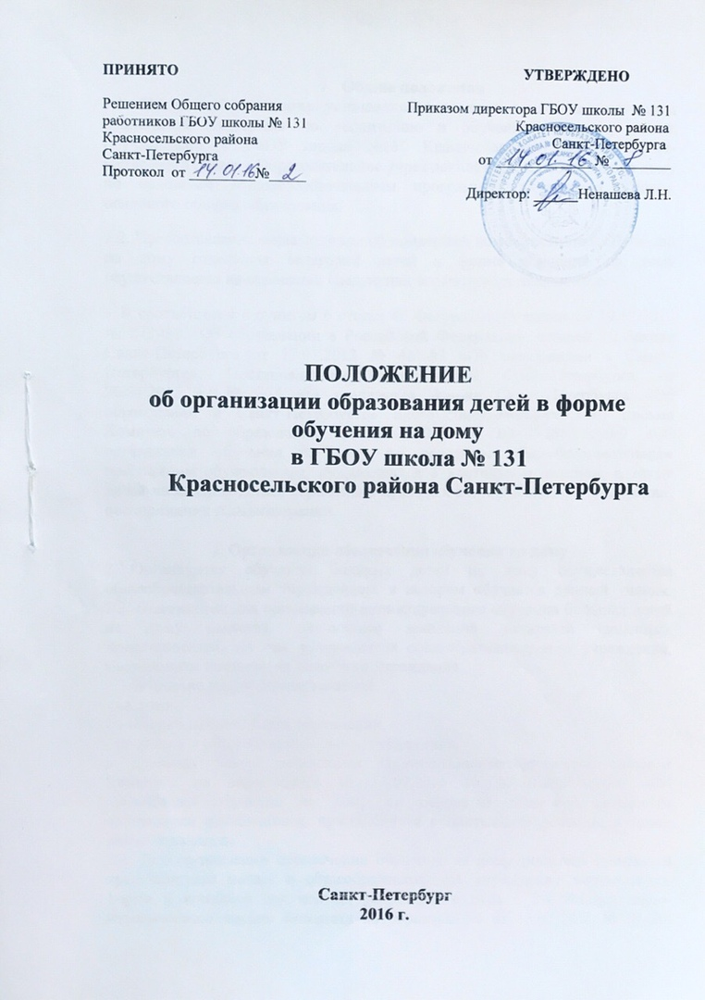 ПРИНЯТО
Решением Общего собрания
работников ГБОУ школы № 131
Красносельского района
Санкт-Петербурга
Протокол от 14.01.16 № 2
УТВЕРЖДЕНО
Приказом директора ГБОУ школы № 131
Красносельского района
Санкт-Петербурга
от 14.01.16 № 8
Директор: Ненашева Л.Н.
ПОЛОЖЕНИЕ
об организации образования детей в форме
обучения на дому
в ГБОУ школа № 131
Красносельского района Санкт-Петербурга
Санкт-Петербург
2016 г.